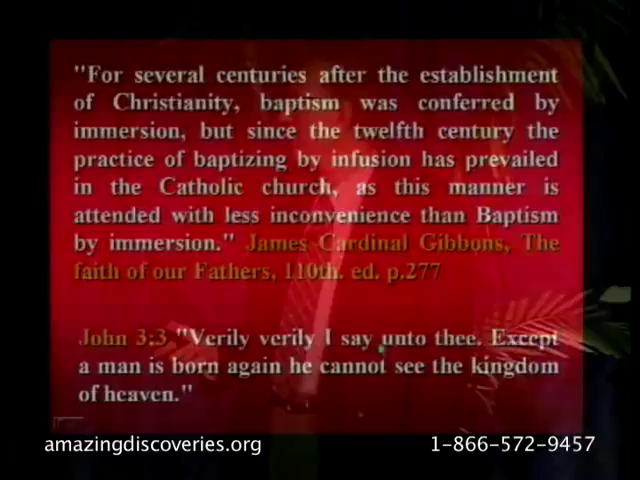 "For several centuries after the establishment
of Christianity, baptism was conferred by
immersion, but since the twelfth century the
practice of baptizing by infusion has prevailed
in the Catholic church, as this manner is
attended with less inconvenience than Baptism
by immersion." James Cardinal Gibbons, The
faith of our Fathers, 110th. ed. p.277
John 3:3 "Verily verily I say unto thee. Except
a man is born again he cannot see the kingdom
of heaven."
amazingdiscoveries.org 1-866-572-9457